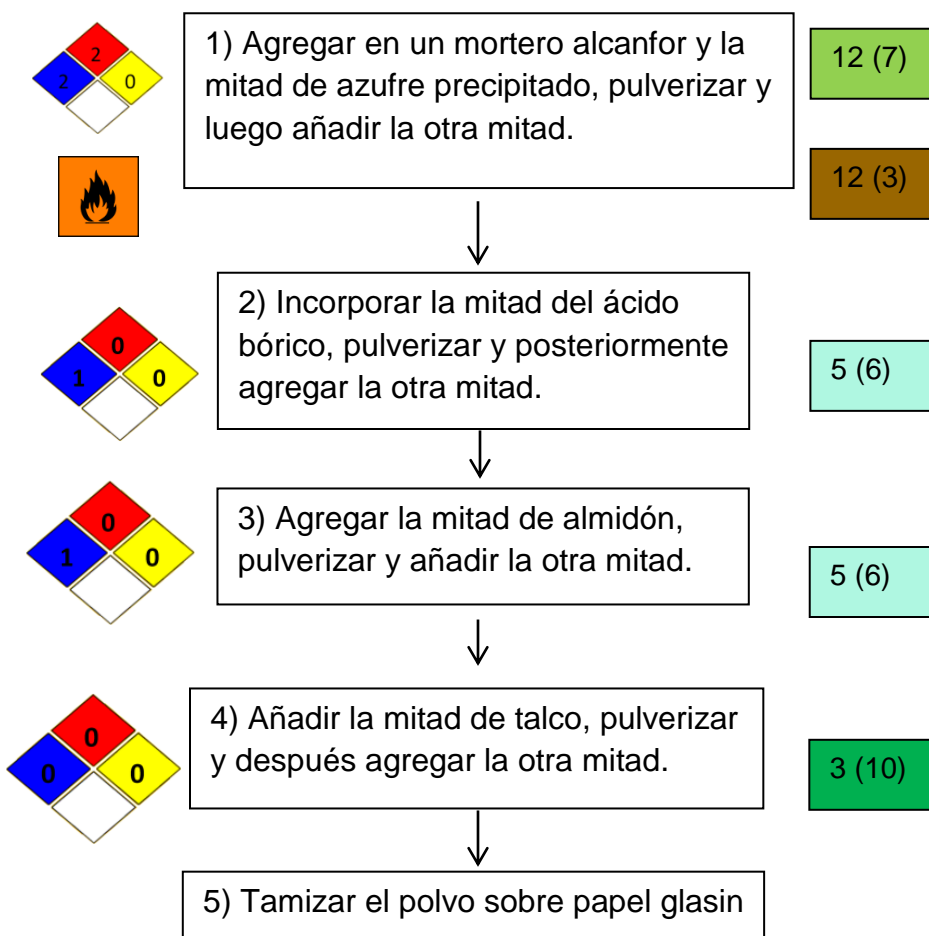 2
2
0
1) Agregar en un mortero alcanfor y la
mitad de azufre precipitado, pulverizar y
luego añadir la otra mitad.
12 (7)
12 (3)
0
1
0
2) Incorporar la mitad del ácido
bórico, pulverizar y posteriormente
agregar la otra mitad.
5 (6)
0
1
0
3) Agregar la mitad de almidón,
pulverizar y añadir la otra mitad.
5 (6)
0
0
0
4) Añadir la mitad de talco, pulverizar
y después agregar la otra mitad.
3 (10)
5) Tamizar el polvo sobre papel glasin